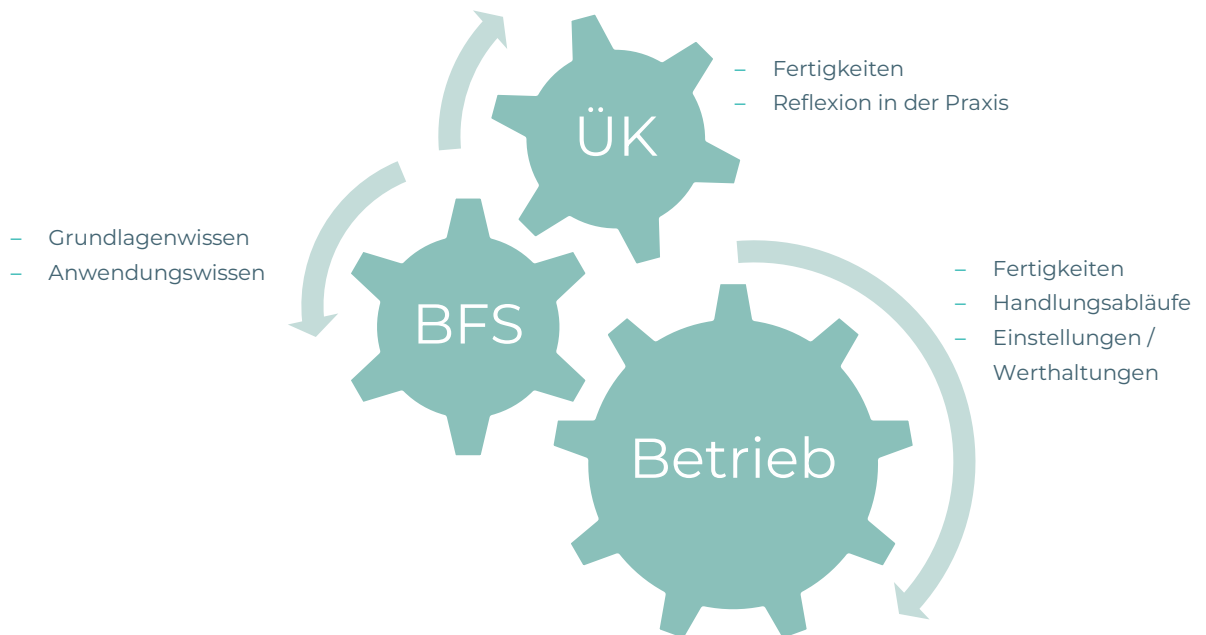 ÜK
– Fertigkeiten
– Reflexion in der Praxis
– Grundlagenwissen
– Anwendungswissen
BFS
– Fertigkeiten
– Handlungsabläufe
– Einstellungen /
Werthaltungen
Betrieb